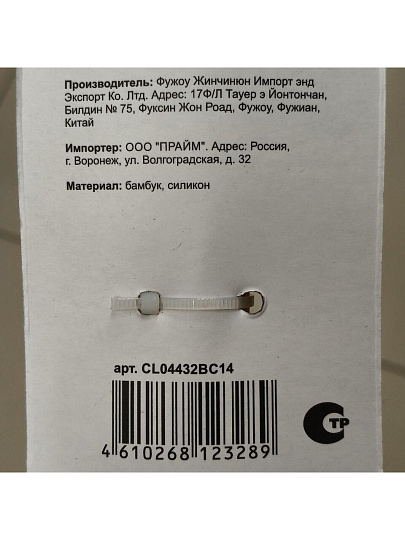 Производитель: Фужоу Жинчинюн Импорт энд
Экспорт Ко. Лтд. Адрес: 17Ф/Л Тауер э Йонтончан,
Билдин № 75, Фуксин Жон Роад, Фужоу, Фужиан,
Китай
Импортер: ООО "ПРАЙМ". Адрес: Россия,
г. Воронеж, ул. Волгоградская, д. 32
Материал: бамбук, силикон
арт. CL04432BC14
4 610268 123289
СТР